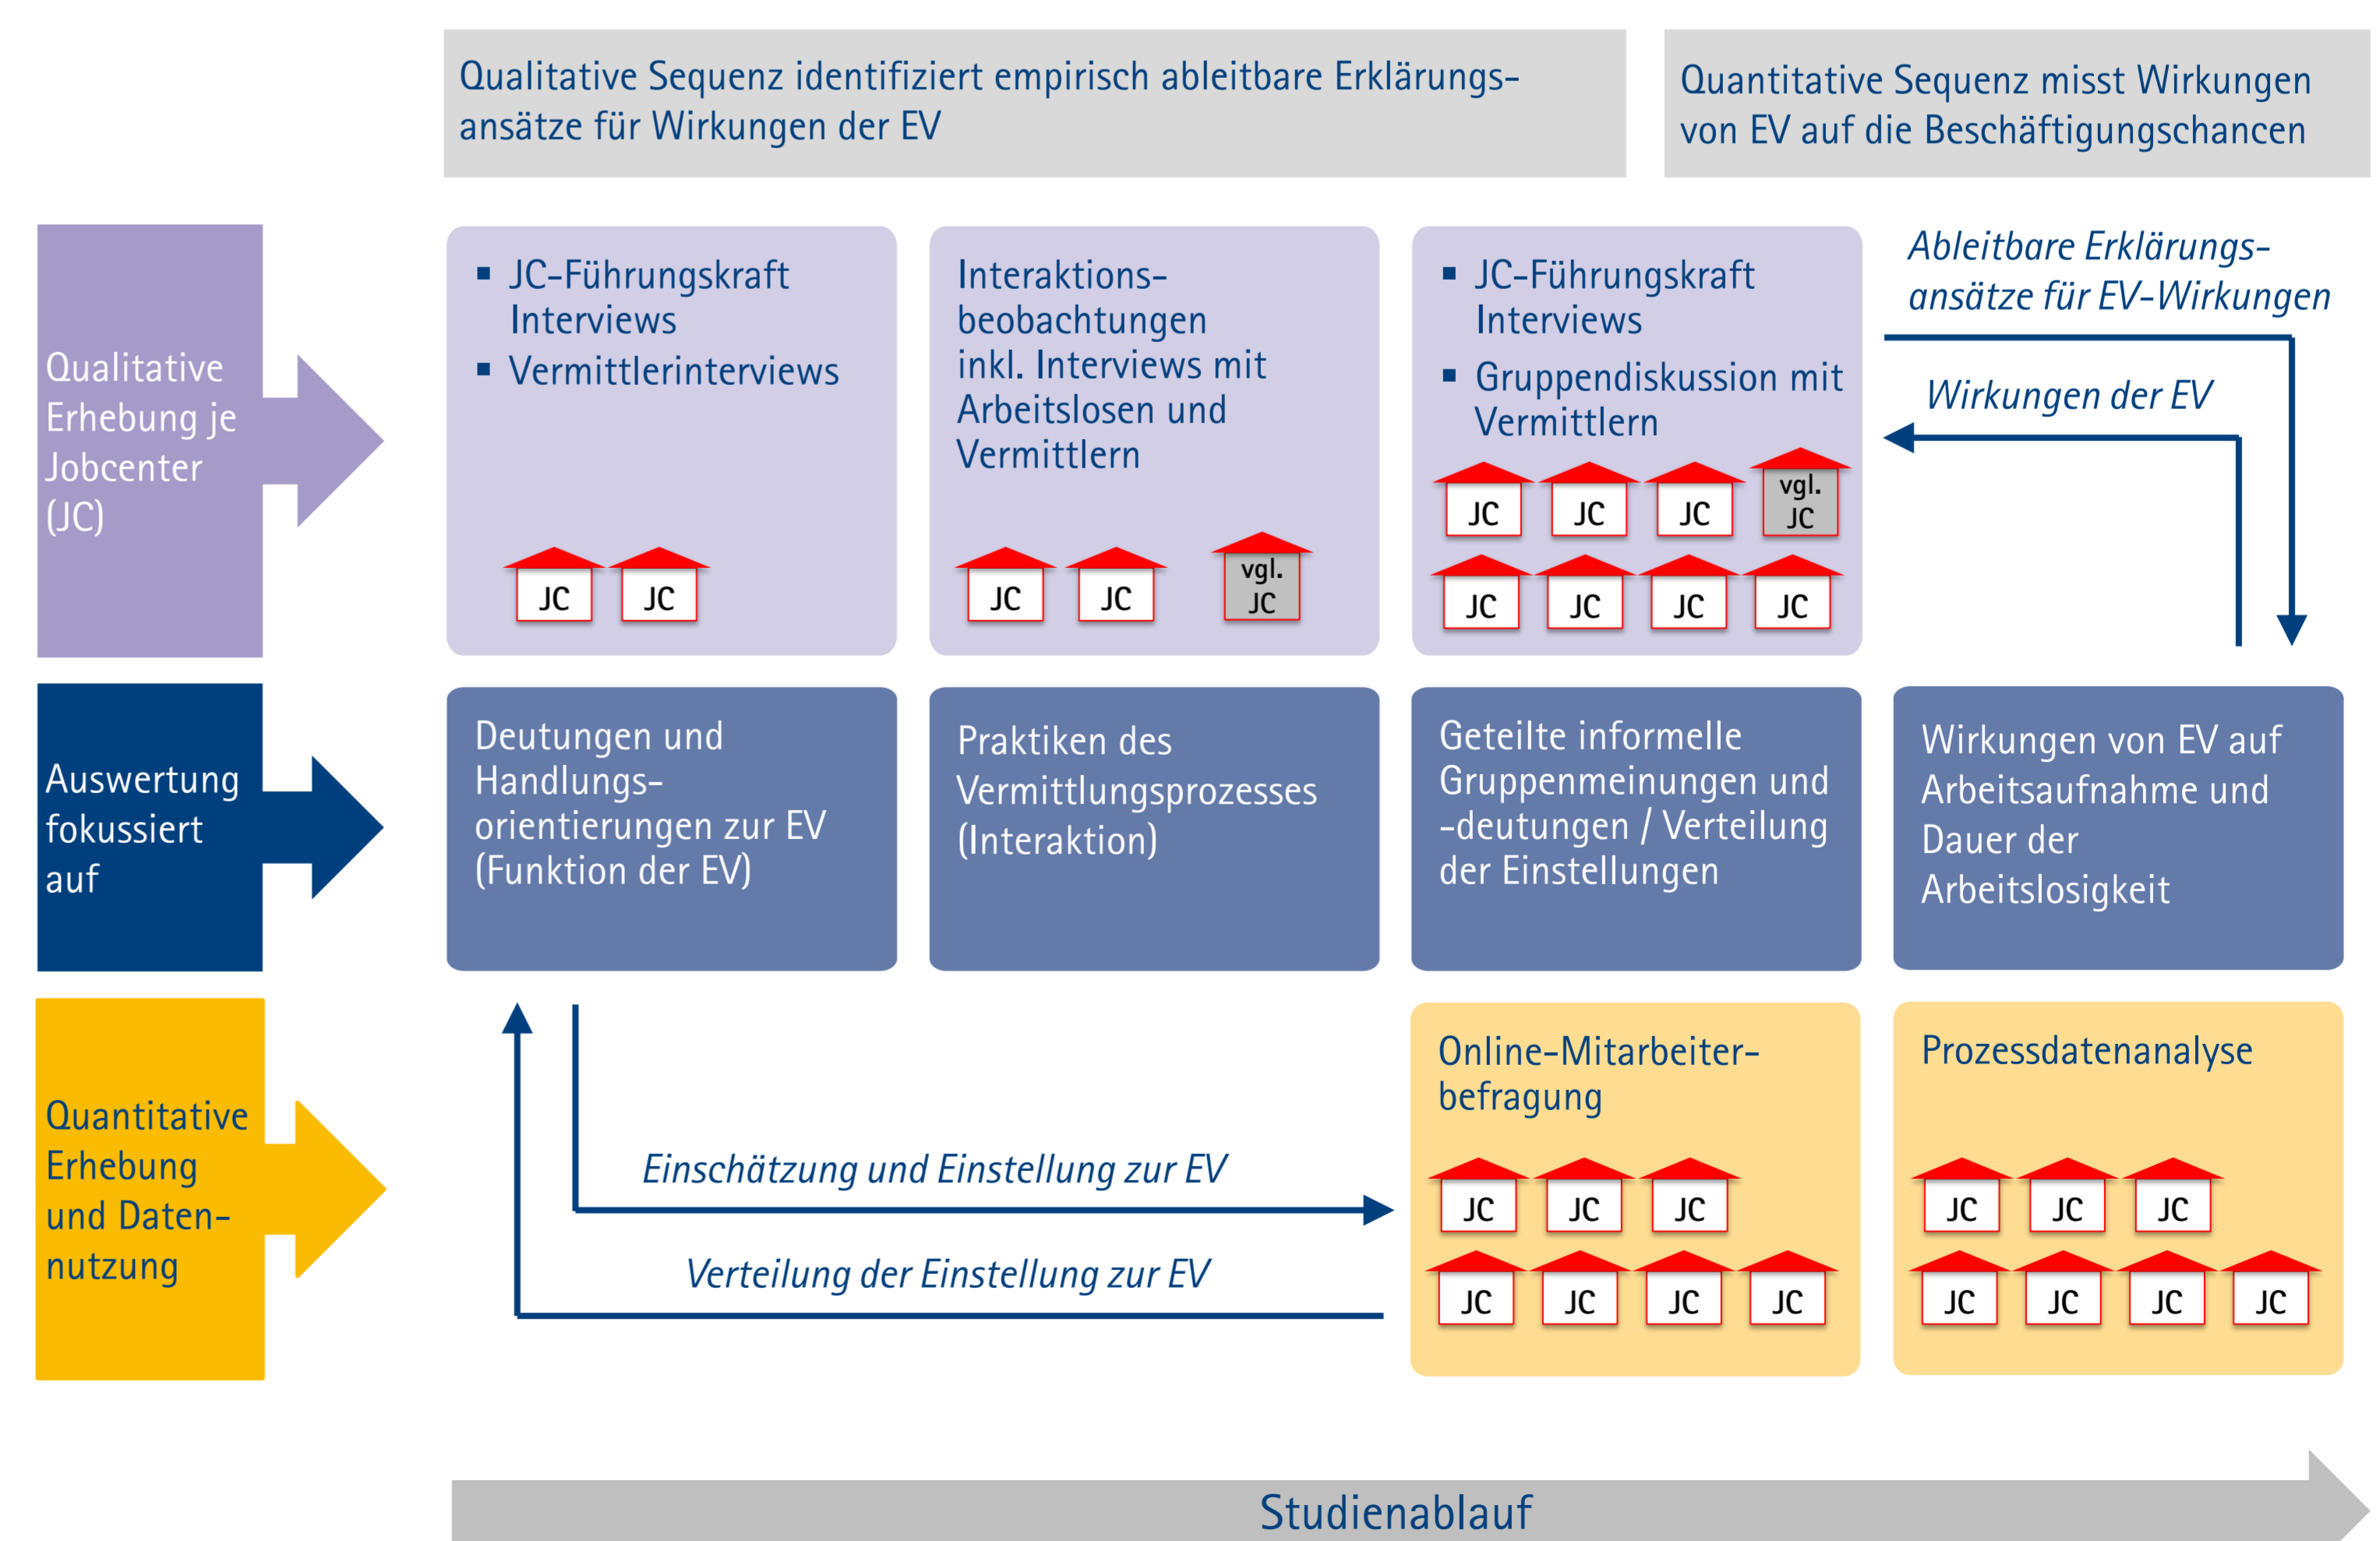 Qualitative Sequenz identifiziert empirisch ableitbare Erklärungs-
ansätze für Wirkungen der EV
Quantitative Sequenz misst Wirkungen
von EV auf die Beschäftigungschancen
Qualitative
Erhebung je
Jobcenter
(JC)
▪ JC-Führungskraft
Interviews
▪ Vermittlerinterviews
JC
JC
Interaktions-
beobachtungen
inkl. Interviews mit
Arbeitslosen und
Vermittlern
JC
JC
vgl.
JC
▪ JC-Führungskraft
Interviews
▪ Gruppendiskussion mit
Vermittlern
JC
JC
JC
vgl.
JC
JC
JC
JC
JC
Ableitbare Erklärungs-
ansätze für EV-Wirkungen
Wirkungen der EV
Auswertung
fokussiert
auf
Deutungen und
Handlungs-
orientierungen zur EV
(Funktion der EV)
Praktiken des
Vermittlungsprozesses
(Interaktion)
Geteilte informelle
Gruppenmeinungen und
-deutungen / Verteilung
der Einstellungen
Wirkungen von EV auf
Arbeitsaufnahme und
Dauer der
Arbeitslosigkeit
Quantitative
Erhebung
und Daten-
nutzung
Einschätzung und Einstellung zur EV
Verteilung der Einstellung zur EV
Online-Mitarbeiter-
befragung
JC
JC
JC
JC
JC
JC
JC
Prozessdatenanalyse
JC
JC
JC
JC
JC
JC
JC
Studienablauf